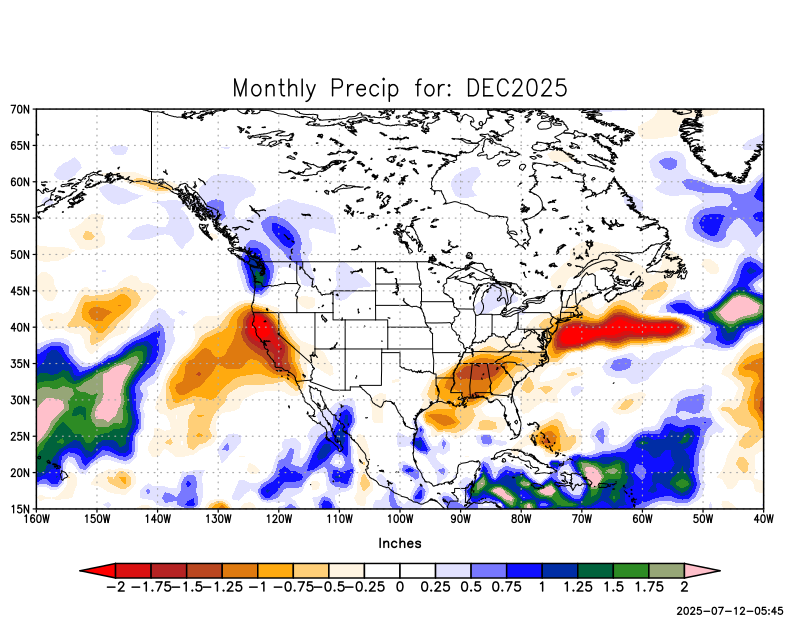 Monthly Precip for: DEC2025
70N
65N
60N
55N
50N
45N
40N
35N
30N
25N
20N
15N
160W 150W 140W 130W 120W 110W 100W 90W 80W 70W 60W 50W 40W
Inches
-2 -1.75 -1.5 -1.25 -1 -0.75 -0.5 -0.25 0 0.25 0.5 0.75 1 1.25 1.5 1.75 2
2025-07-12-05:45